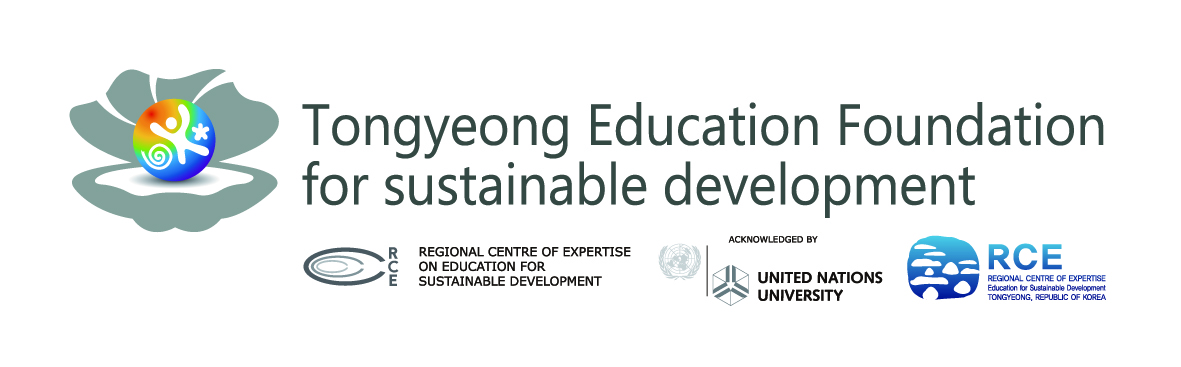 Tongyeong Education Foundation
for sustainable development
RCE
REGIONAL CENTRE OF EXPERTISE
ON EDUCATION FOR
SUSTAINABLE DEVELOPMENT
ACKNOWLEDGED BY
UNITED NATIONS
UNIVERSITY
RCE
REGIONAL CENTRE OF EXPERTISE
Education for Sustainable Development
TONGYEONG, REPUBLIC OF KOREA